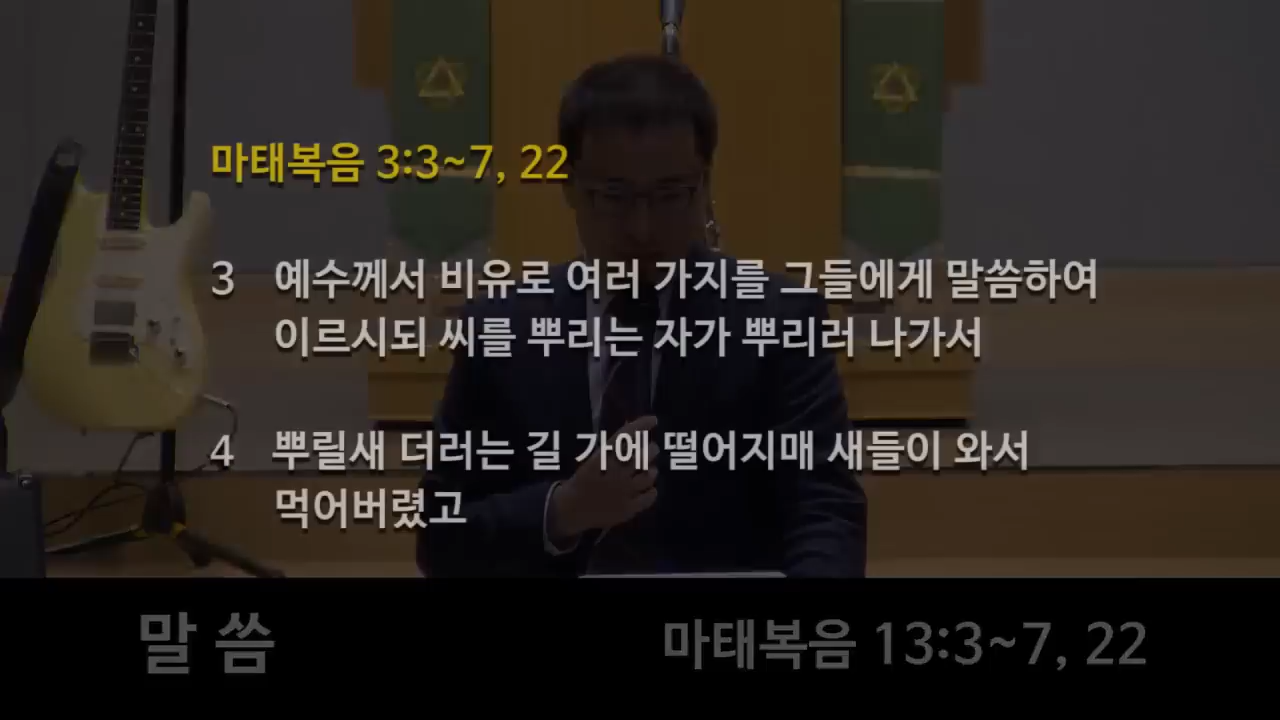 마태복음 3:3~7, 22
3 예수께서 비유로 여러 가지를 그들에게 말씀하여
이르시되 씨를 뿌리는 자가 뿌리러 나가서
4 뿌릴새 더러는 길 가에 떨어지매 새들이 와서
먹어버렸고
말 씀 마태복음 13:3~7, 22